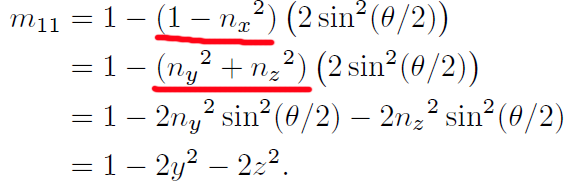 m₁₁ = 1 − (1 − nₓ²) (2 sin²(θ/2))
= 1 − (n_y² + n_z²) (2 sin²(θ/2))
= 1 − 2n_y² sin²(θ/2) − 2n_z² sin²(θ/2)
= 1 − 2y² − 2z².